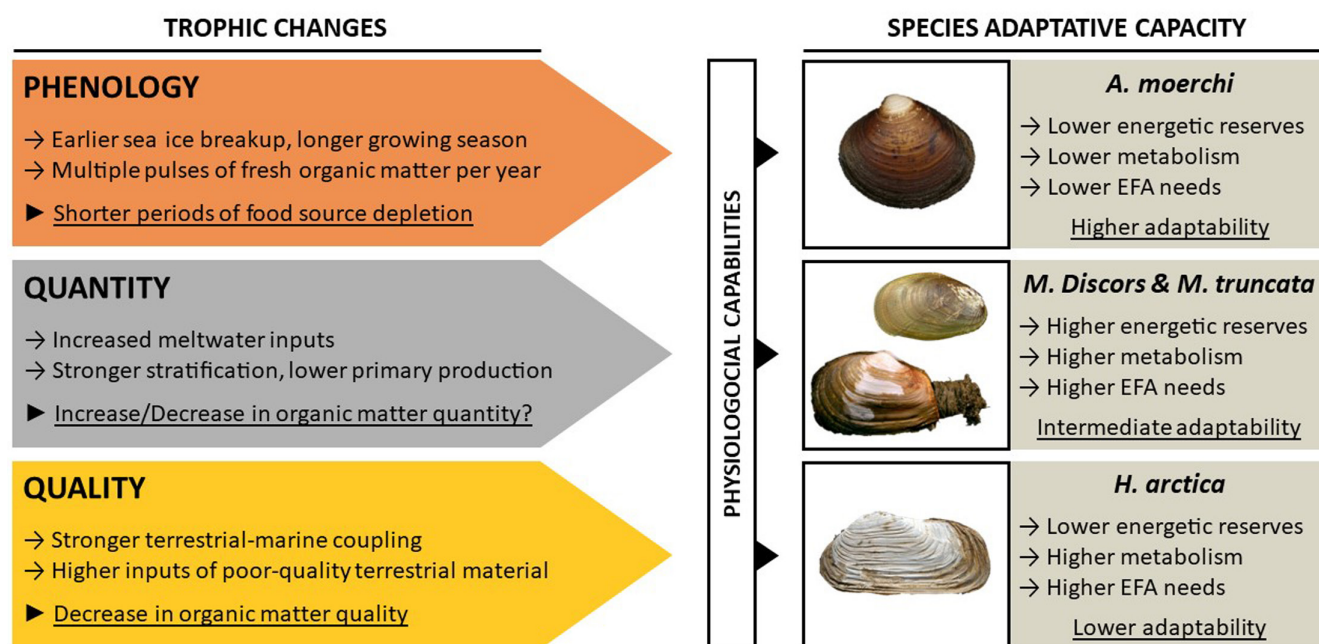 TROPHIC CHANGES
PHENOLOGY
→ Earlier sea ice breakup, longer growing season
→ Multiple pulses of fresh organic matter per year
► Shorter periods of food source depletion
QUANTITY
→ Increased meltwater inputs
→ Stronger stratification, lower primary production
► Increase/Decrease in organic matter quantity?
QUALITY
→ Stronger terrestrial-marine coupling
→ Higher inputs of poor-quality terrestrial material
► Decrease in organic matter quality
PHYSIOLOGOCIAL CAPABILITIES
SPECIES ADAPTATIVE CAPACITY
A. moerchi
→ Lower energetic reserves
→ Lower metabolism
→ Lower EFA needs
Higher adaptability
M. Discors & M. truncata
→ Higher energetic reserves
→ Higher metabolism
→ Higher EFA needs
Intermediate adaptability
H. arctica
→ Lower energetic reserves
→ Higher metabolism
→ Higher EFA needs
Lower adaptability